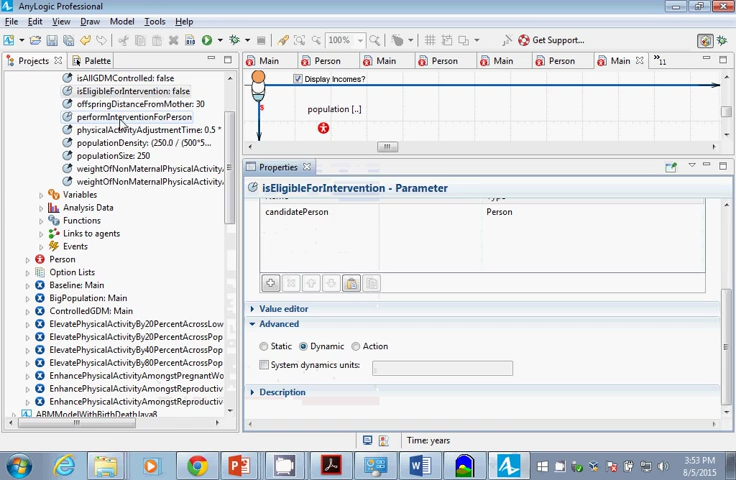 AnyLogic Professional
File Edit View Draw Model Tools Help
100% Get Support...
Projects Palette
Main Person Main Person Main Person Main »11
isAllGDMControlled: false
isEligibleForIntervention: false
offspringDistanceFromMother: 30
performInterventionForPerson
physicalActivityAdjustmentTime: 0.5 *
populationDensity: (250.0 / (500*5...
populationSize: 250
weightOfNonMaternalPhysicalActivity
weightOfNonMaternalPhysicalActivity
Variables
Analysis Data
Functions
Links to agents
Events
Person
Option Lists
Baseline: Main
BigPopulation: Main
ControlledGDM: Main
ElevatePhysicalActivityBy20PercentAcrossLow
ElevatePhysicalActivityBy20PercentAcrossPop
ElevatePhysicalActivityBy40PercentAcrossPop
ElevatePhysicalActivityBy80PercentAcrossPop
EnhancePhysicalActivityAmongstPregnantWo
EnhancePhysicalActivityAmongstReproductiv
EnhancePhysicalActivityAmongstReproductiv
ABMModelWithBirthDeathJava8
Display Incomes?
population [..]
Properties
isEligibleForIntervention - Parameter
Name Type
candidatePerson Person
Value editor
Advanced
Static Dynamic Action
System dynamics units:
Description
Time: years
3:53 PM
8/5/2015